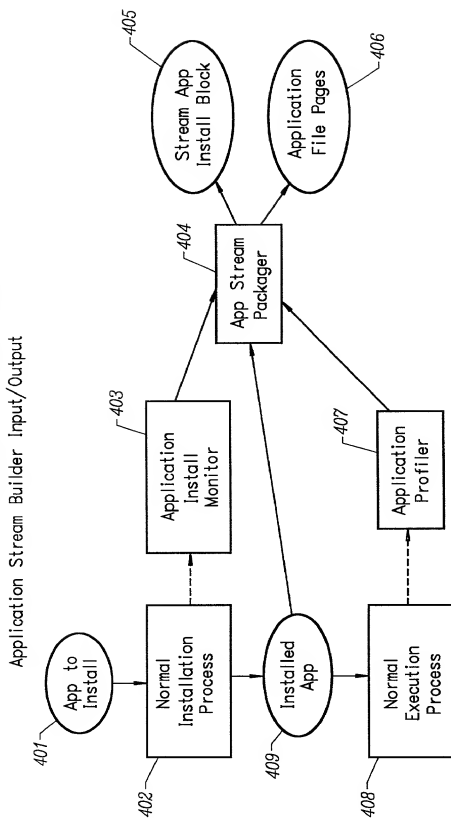 Application Stream Builder Input/Output
401
App to
Install
402
Normal
Installation
Process
403
Application
Install
Monitor
404
App Stream
Packager
405
Stream App
Install Block
406
Application
File Pages
409
Installed
App
407
Application
Profiler
408
Normal
Execution
Process